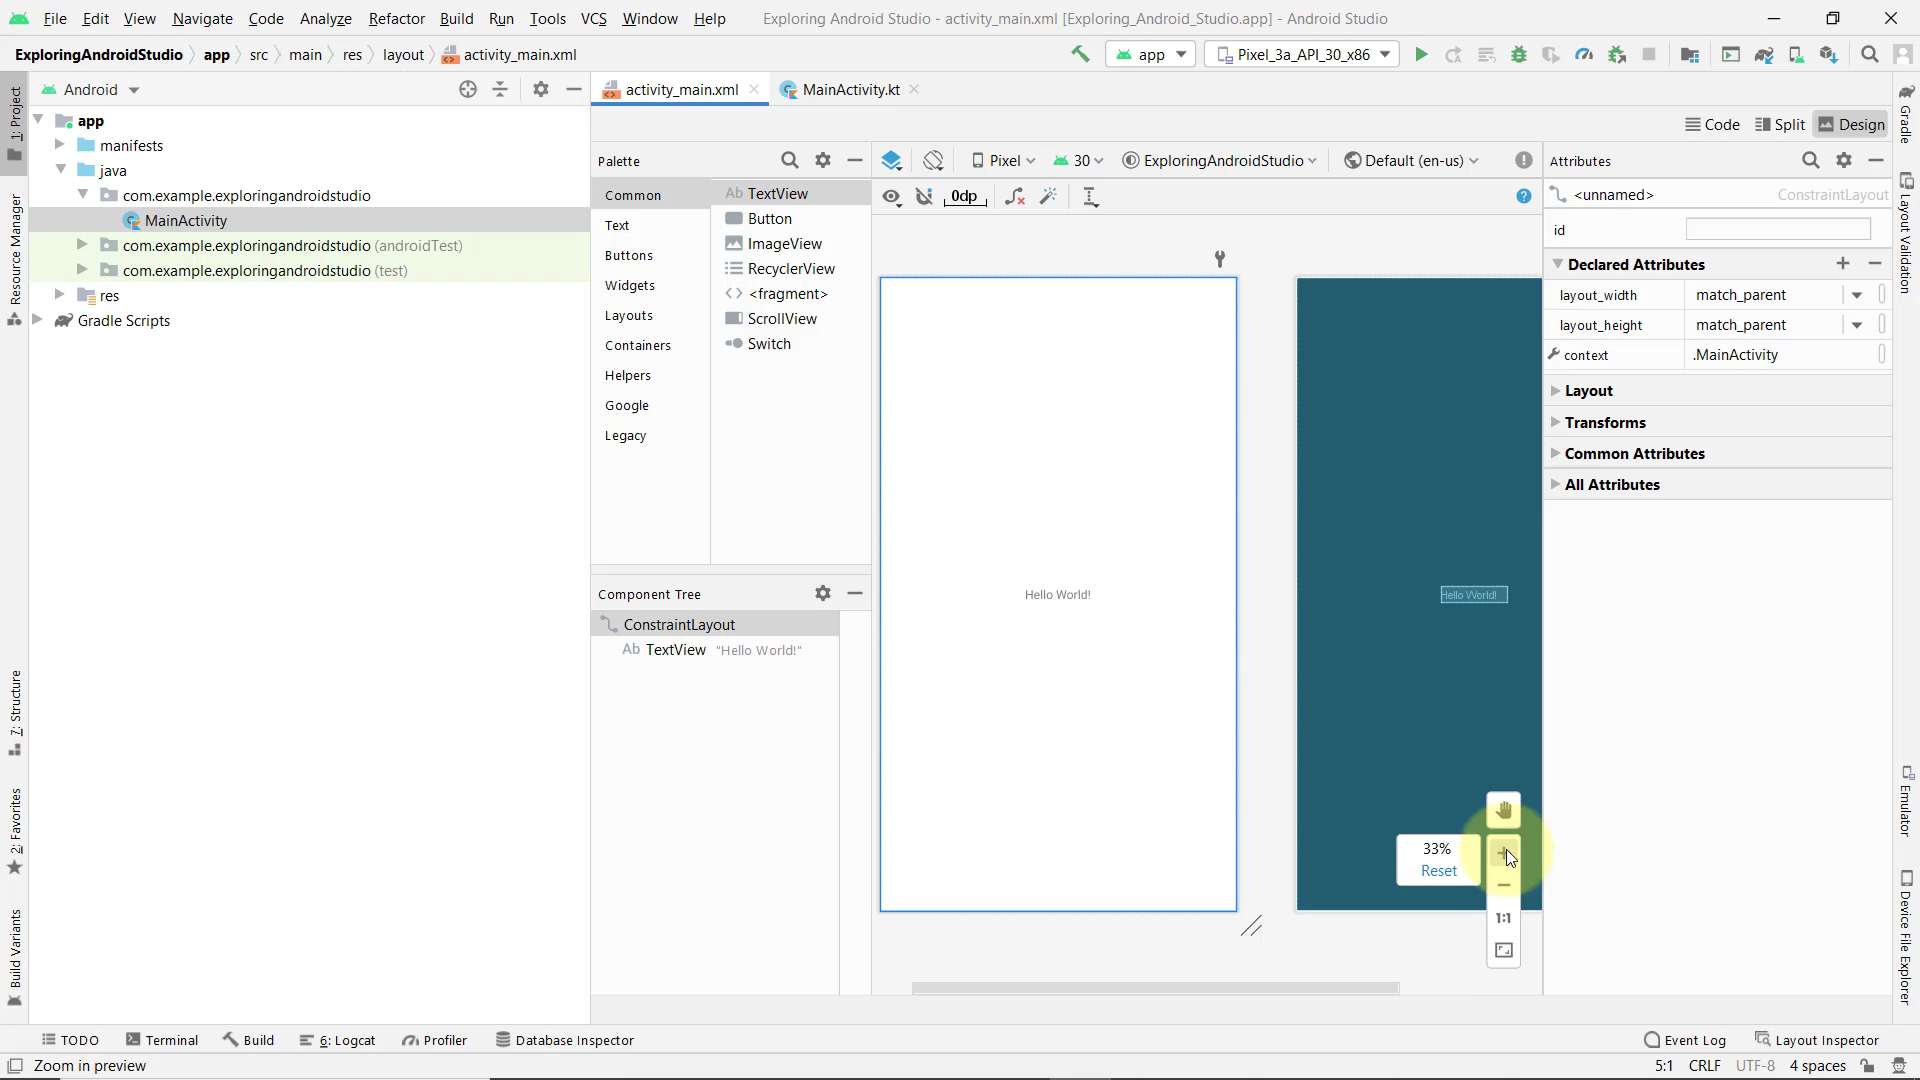 File Edit View Navigate Code Analyze Refactor Build Run Tools VCS Window Help Exploring Android Studio - activity_main.xml [Exploring_Android_Studio.app] - Android Studio
ExploringAndroidStudio app src main res layout activity_main.xml app Pixel_3a_API_30_x86
Android activity_main.xml MainActivity.kt
Code Split Design
app
manifests
java
com.example.exploringandroidstudio
MainActivity
com.example.exploringandroidstudio (androidTest)
com.example.exploringandroidstudio (test)
res
Gradle Scripts
1: Project
Resource Manager
7: Structure
2: Favorites
Build Variants
Palette
Common
Text
Buttons
Widgets
Layouts
Containers
Helpers
Google
Legacy
Ab TextView
Button
ImageView
RecyclerView
<fragment>
ScrollView
Switch
Component Tree
ConstraintLayout
Ab TextView "Hello World!"
Pixel 30 ExploringAndroidStudio Default (en-us)
0dp
Hello World!
Hello World!
33%
Reset
1:1
Attributes
<unnamed> ConstraintLayout
id
Declared Attributes
layout_width match_parent
layout_height match_parent
context .MainActivity
Layout
Transforms
Common Attributes
All Attributes
Gradle
Layout Validation
Emulator
Device File Explorer
TODO Terminal Build 6: Logcat Profiler Database Inspector Event Log Layout Inspector
Zoom in preview 5:1 CRLF UTF-8 4 spaces